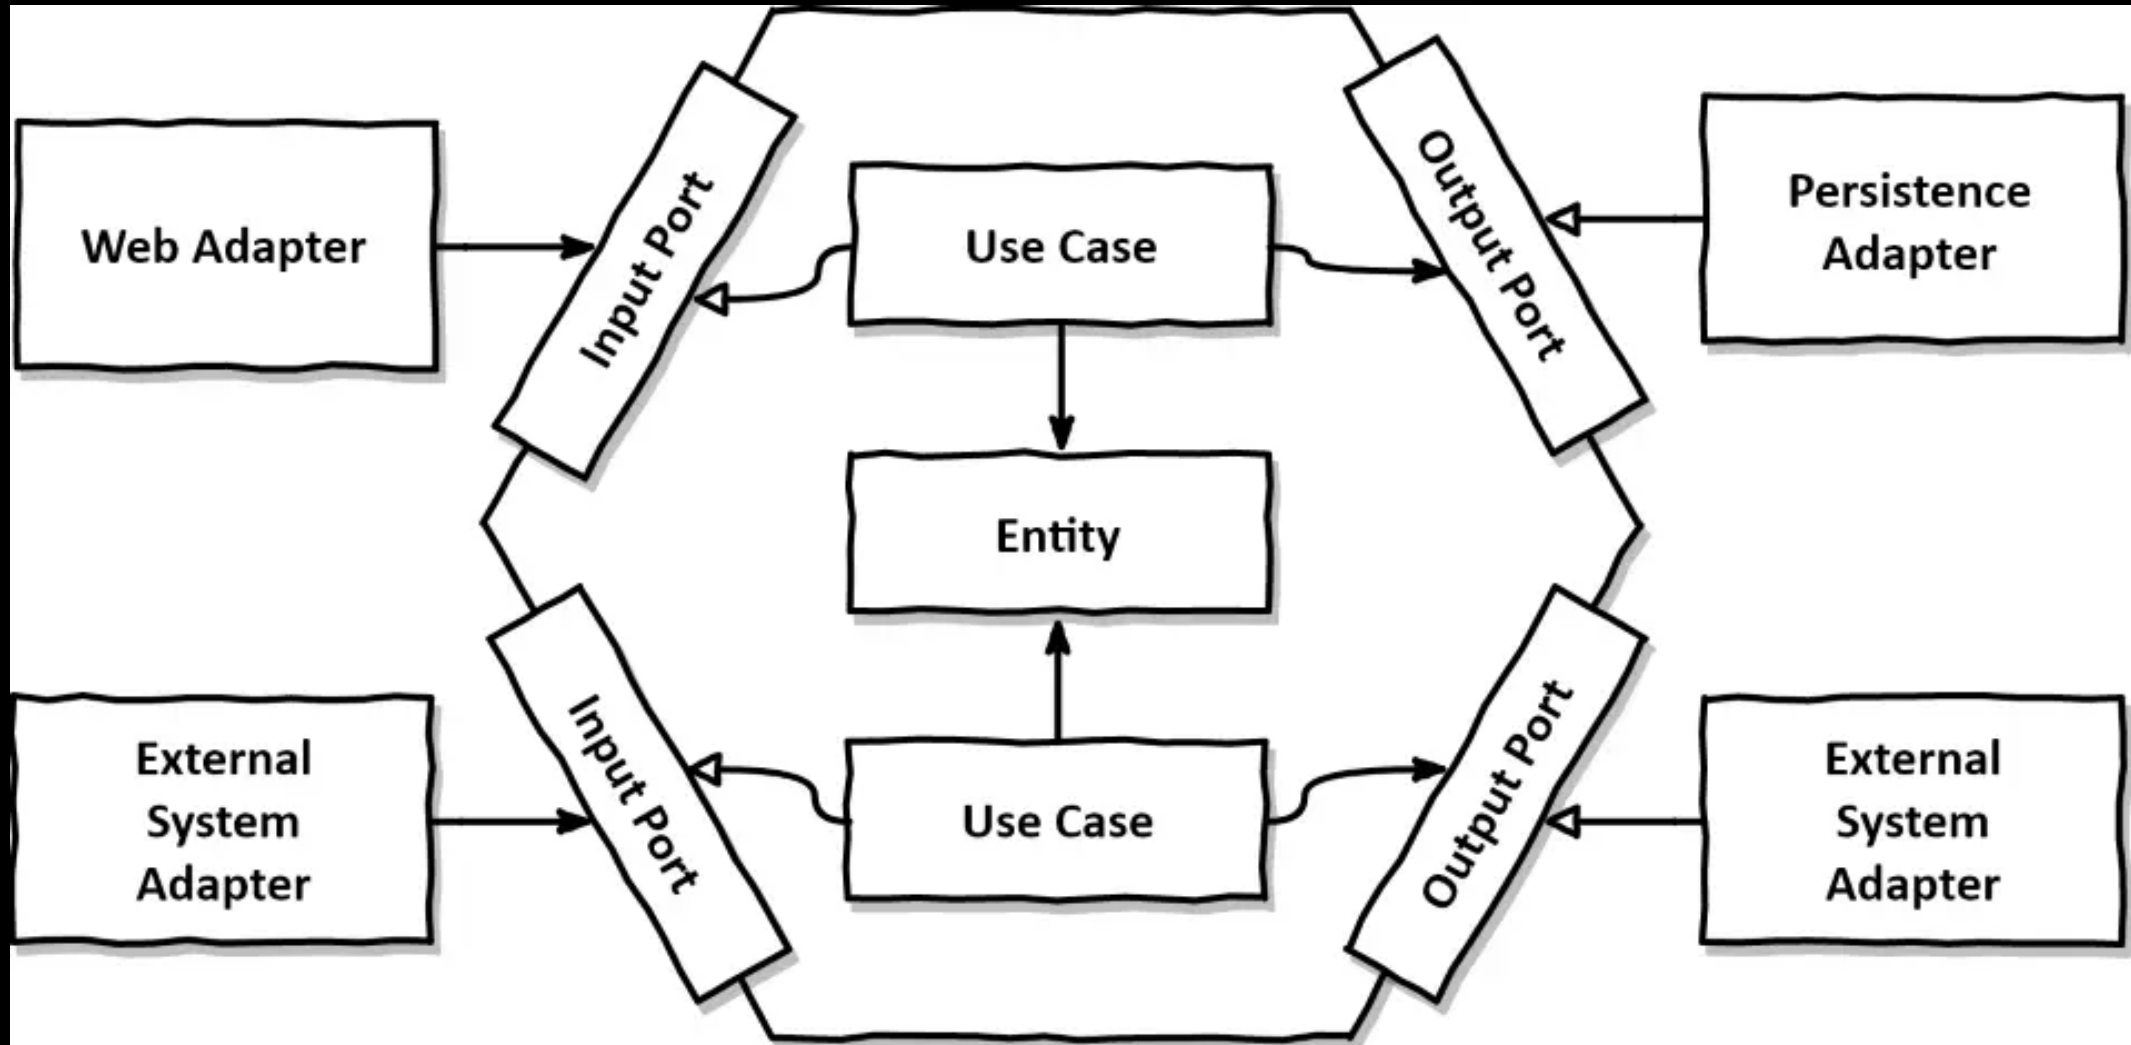 Web Adapter
Input Port
Use Case
Output Port
Persistence
Adapter
Entity
External
System
Adapter
Input Port
Use Case
Output Port
External
System
Adapter